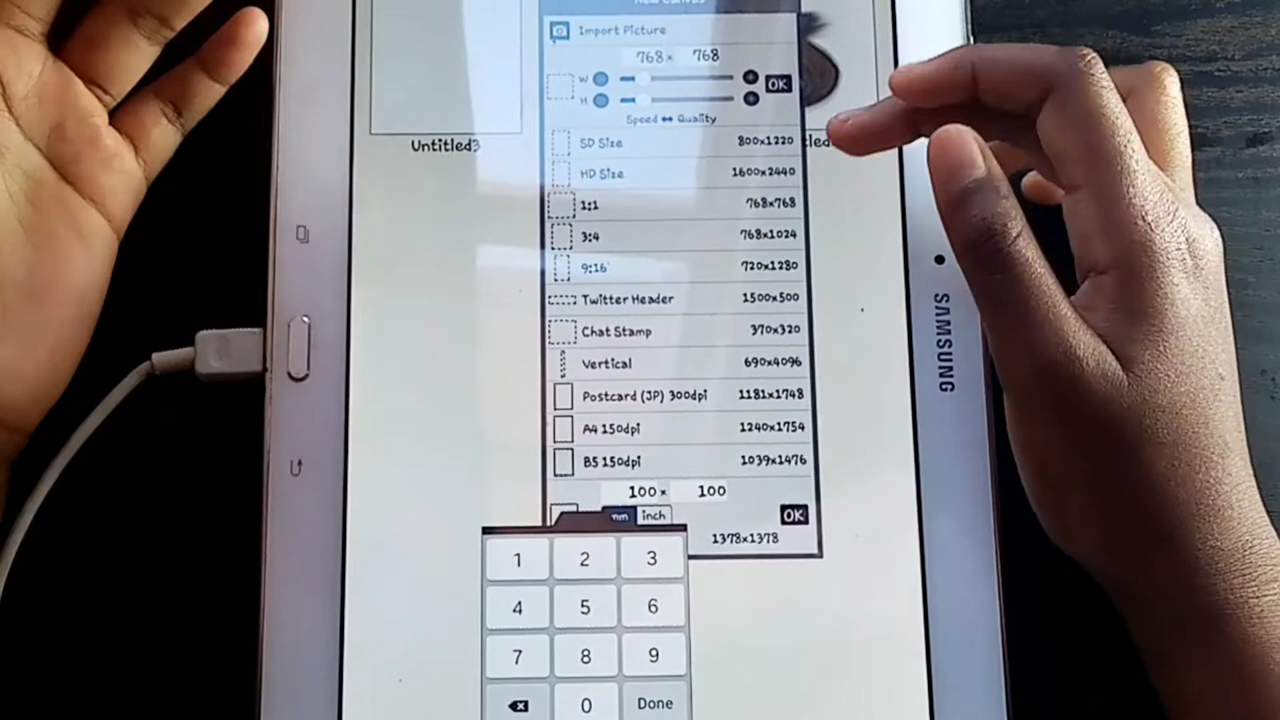 New Canvas
Import Picture
768 × 768
W
H
OK
Speed ↔ Quality
SD Size 800x1220
HD Size 1600x2440
1:1 768x768
3:4 768x1024
9:16 720x1280
Twitter Header 1500x500
Chat Stamp 370x320
Vertical 690x4096
Postcard (JP) 300dpi 1181x1748
A4 150dpi 1240x1754
B5 150dpi 1039x1476
100 × 100
mm inch OK
1378x1378
Untitled3
SAMSUNG
1 2 3
4 5 6
7 8 9
0 Done